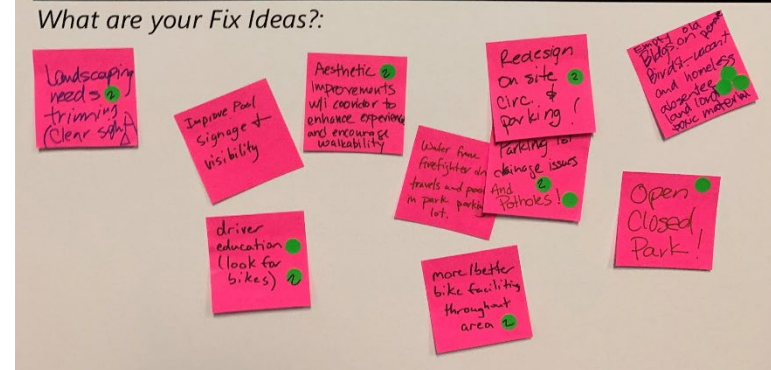 What are your Fix Ideas?:
Landscaping
needs 2
trimming
(Clear
Improve Pool
signage +
visibility
Aesthetic 2
Improvements
w/i coovidor to
enhance experience
and encourage
walkability
Redesign
on site 2
Circ. &
parking!
Empty old
Bldgs. on
vacant
and homeless
absentee
land lord
toxic material
Water from
firefighter
travels and pool
in park parking
lot.
Parking lot
drainage issues
And 2
Potholes!
Open
Closed
Park!
driver
education
(look for
bikes) 2
more/better
bike facilities
throughout
area 2